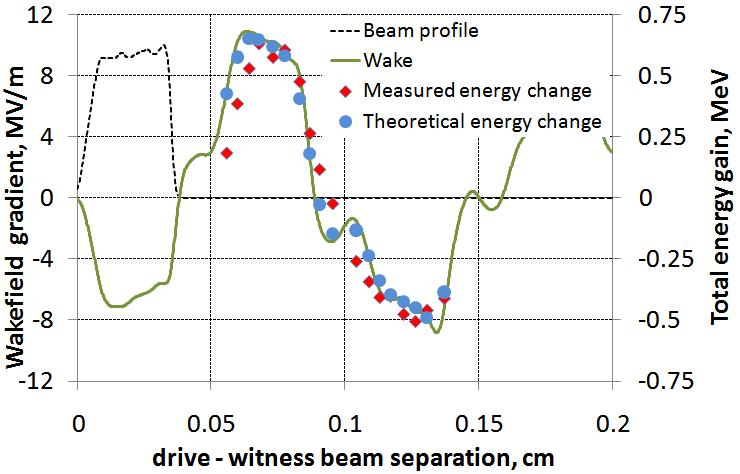 Wakefield gradient, MV/m
12
8
4
0
-4
-8
-12
Beam profile
Wake
Measured energy change
Theoretical energy change
0.75
0.5
0.25
0
-0.25
-0.5
-0.75
Total energy gain, MeV
0
0.05
0.1
0.15
0.2
drive - witness beam separation, cm